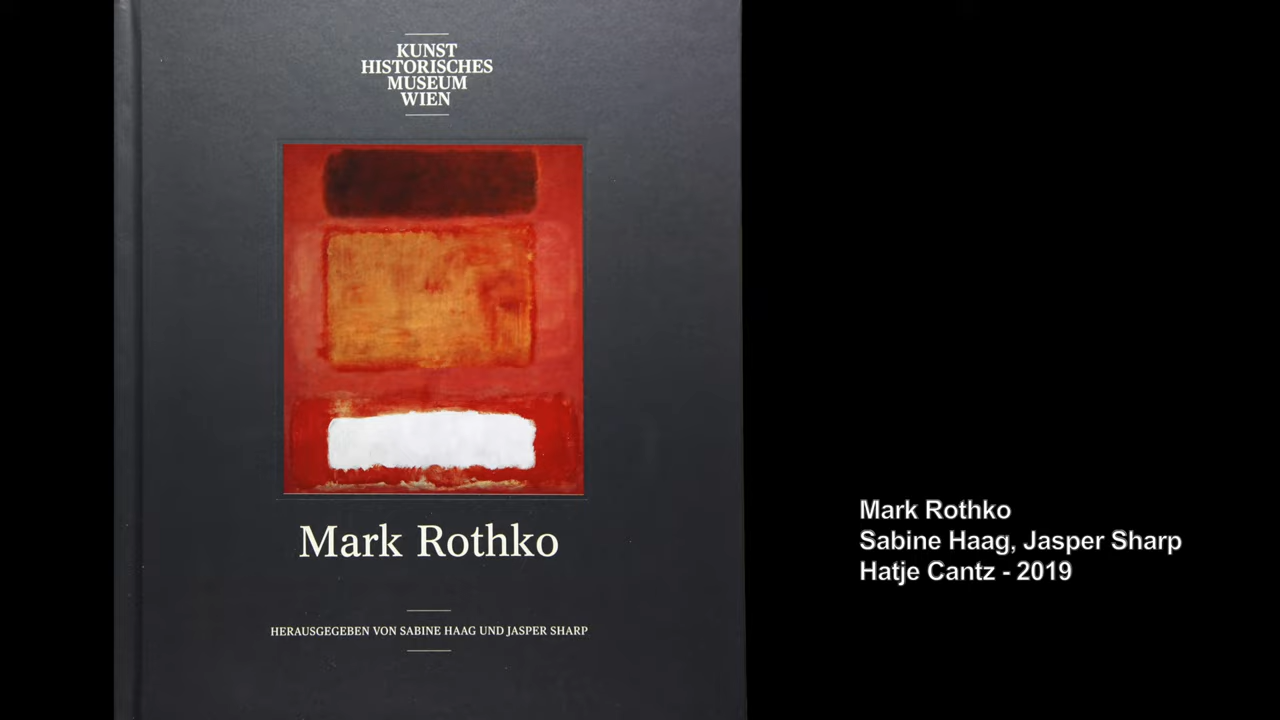 KUNST
HISTORISCHES
MUSEUM
WIEN
Mark Rothko
HERAUSGEGEBEN VON SABINE HAAG UND JASPER SHARP
Mark Rothko
Sabine Haag, Jasper Sharp
Hatje Cantz - 2019